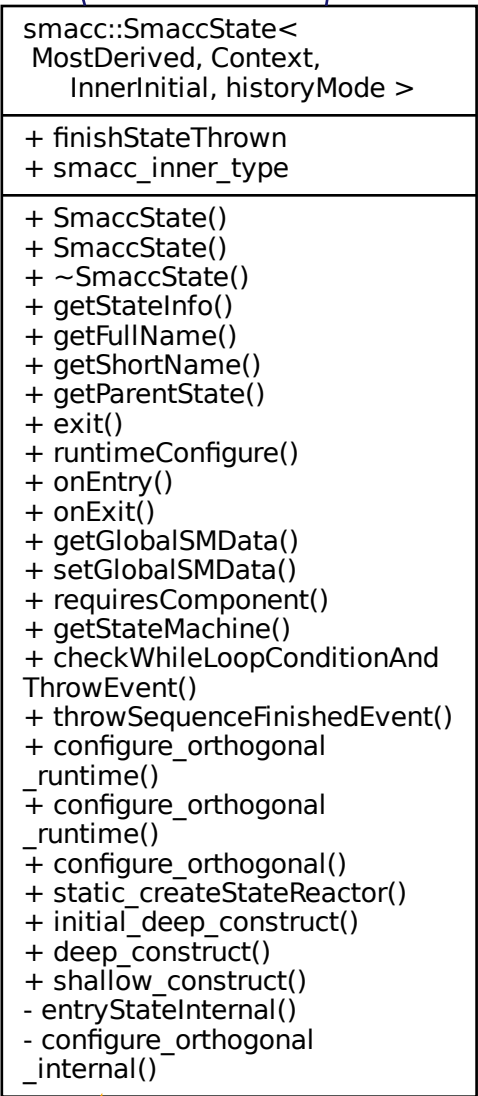 smacc::SmaccState<
MostDerived, Context,
InnerInitial, historyMode >
+ finishStateThrown
+ smacc_inner_type
+ SmaccState()
+ SmaccState()
+ ~SmaccState()
+ getStateInfo()
+ getFullName()
+ getShortName()
+ getParentState()
+ exit()
+ runtimeConfigure()
+ onEntry()
+ onExit()
+ getGlobalSMData()
+ setGlobalSMData()
+ requiresComponent()
+ getStateMachine()
+ checkWhileLoopConditionAnd
ThrowEvent()
+ throwSequenceFinishedEvent()
+ configure_orthogonal
_runtime()
+ configure_orthogonal
_runtime()
+ configure_orthogonal()
+ static_createStateReactor()
+ initial_deep_construct()
+ deep_construct()
+ shallow_construct()
- entryStateInternal()
- configure_orthogonal
_internal()